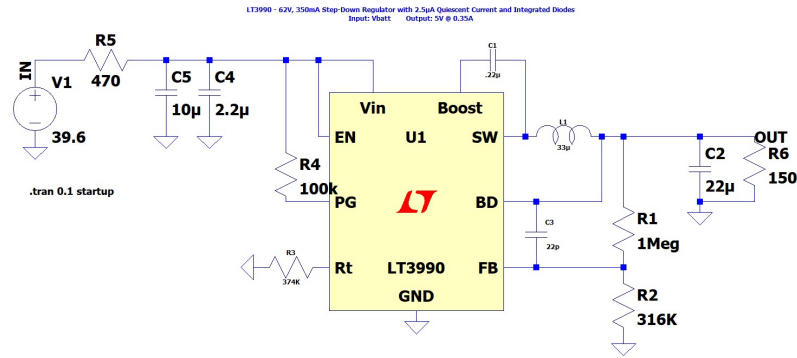 LT3990 - 62V, 350mA Step-Down Regulator with 2.5µA Quiescent Current and Integrated Diodes
Input: Vbatt Output: 5V @ 0.35A
IN
V1
39.6
R5
470
C5
10µ
C4
2.2µ
R4
100k
.tran 0.1 startup
R3
374K
C1
.22µ
Vin
Boost
EN
U1
SW
PG
BD
Rt
LT3990
FB
GND
L1
33µ
C3
22p
R1
1Meg
R2
316K
C2
22µ
OUT
R6
150